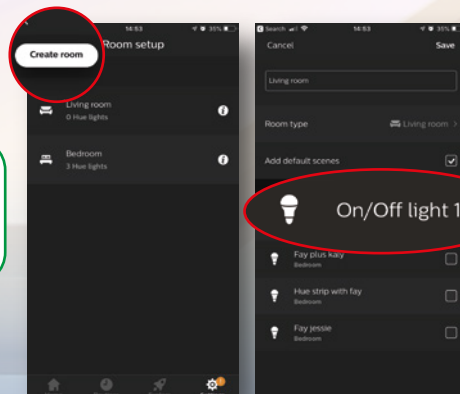 14:53
35%
Create room
Room setup
Living room
0 Hue lights
Bedroom
3 Hue lights
Search
14:53
35%
Cancel
Save
Living room
Room type
Living room
Add default scenes
On/Off light 1
Fay plus katy
Bedroom
Hue strip with fay
Bedroom
Fay jessie
Bedroom